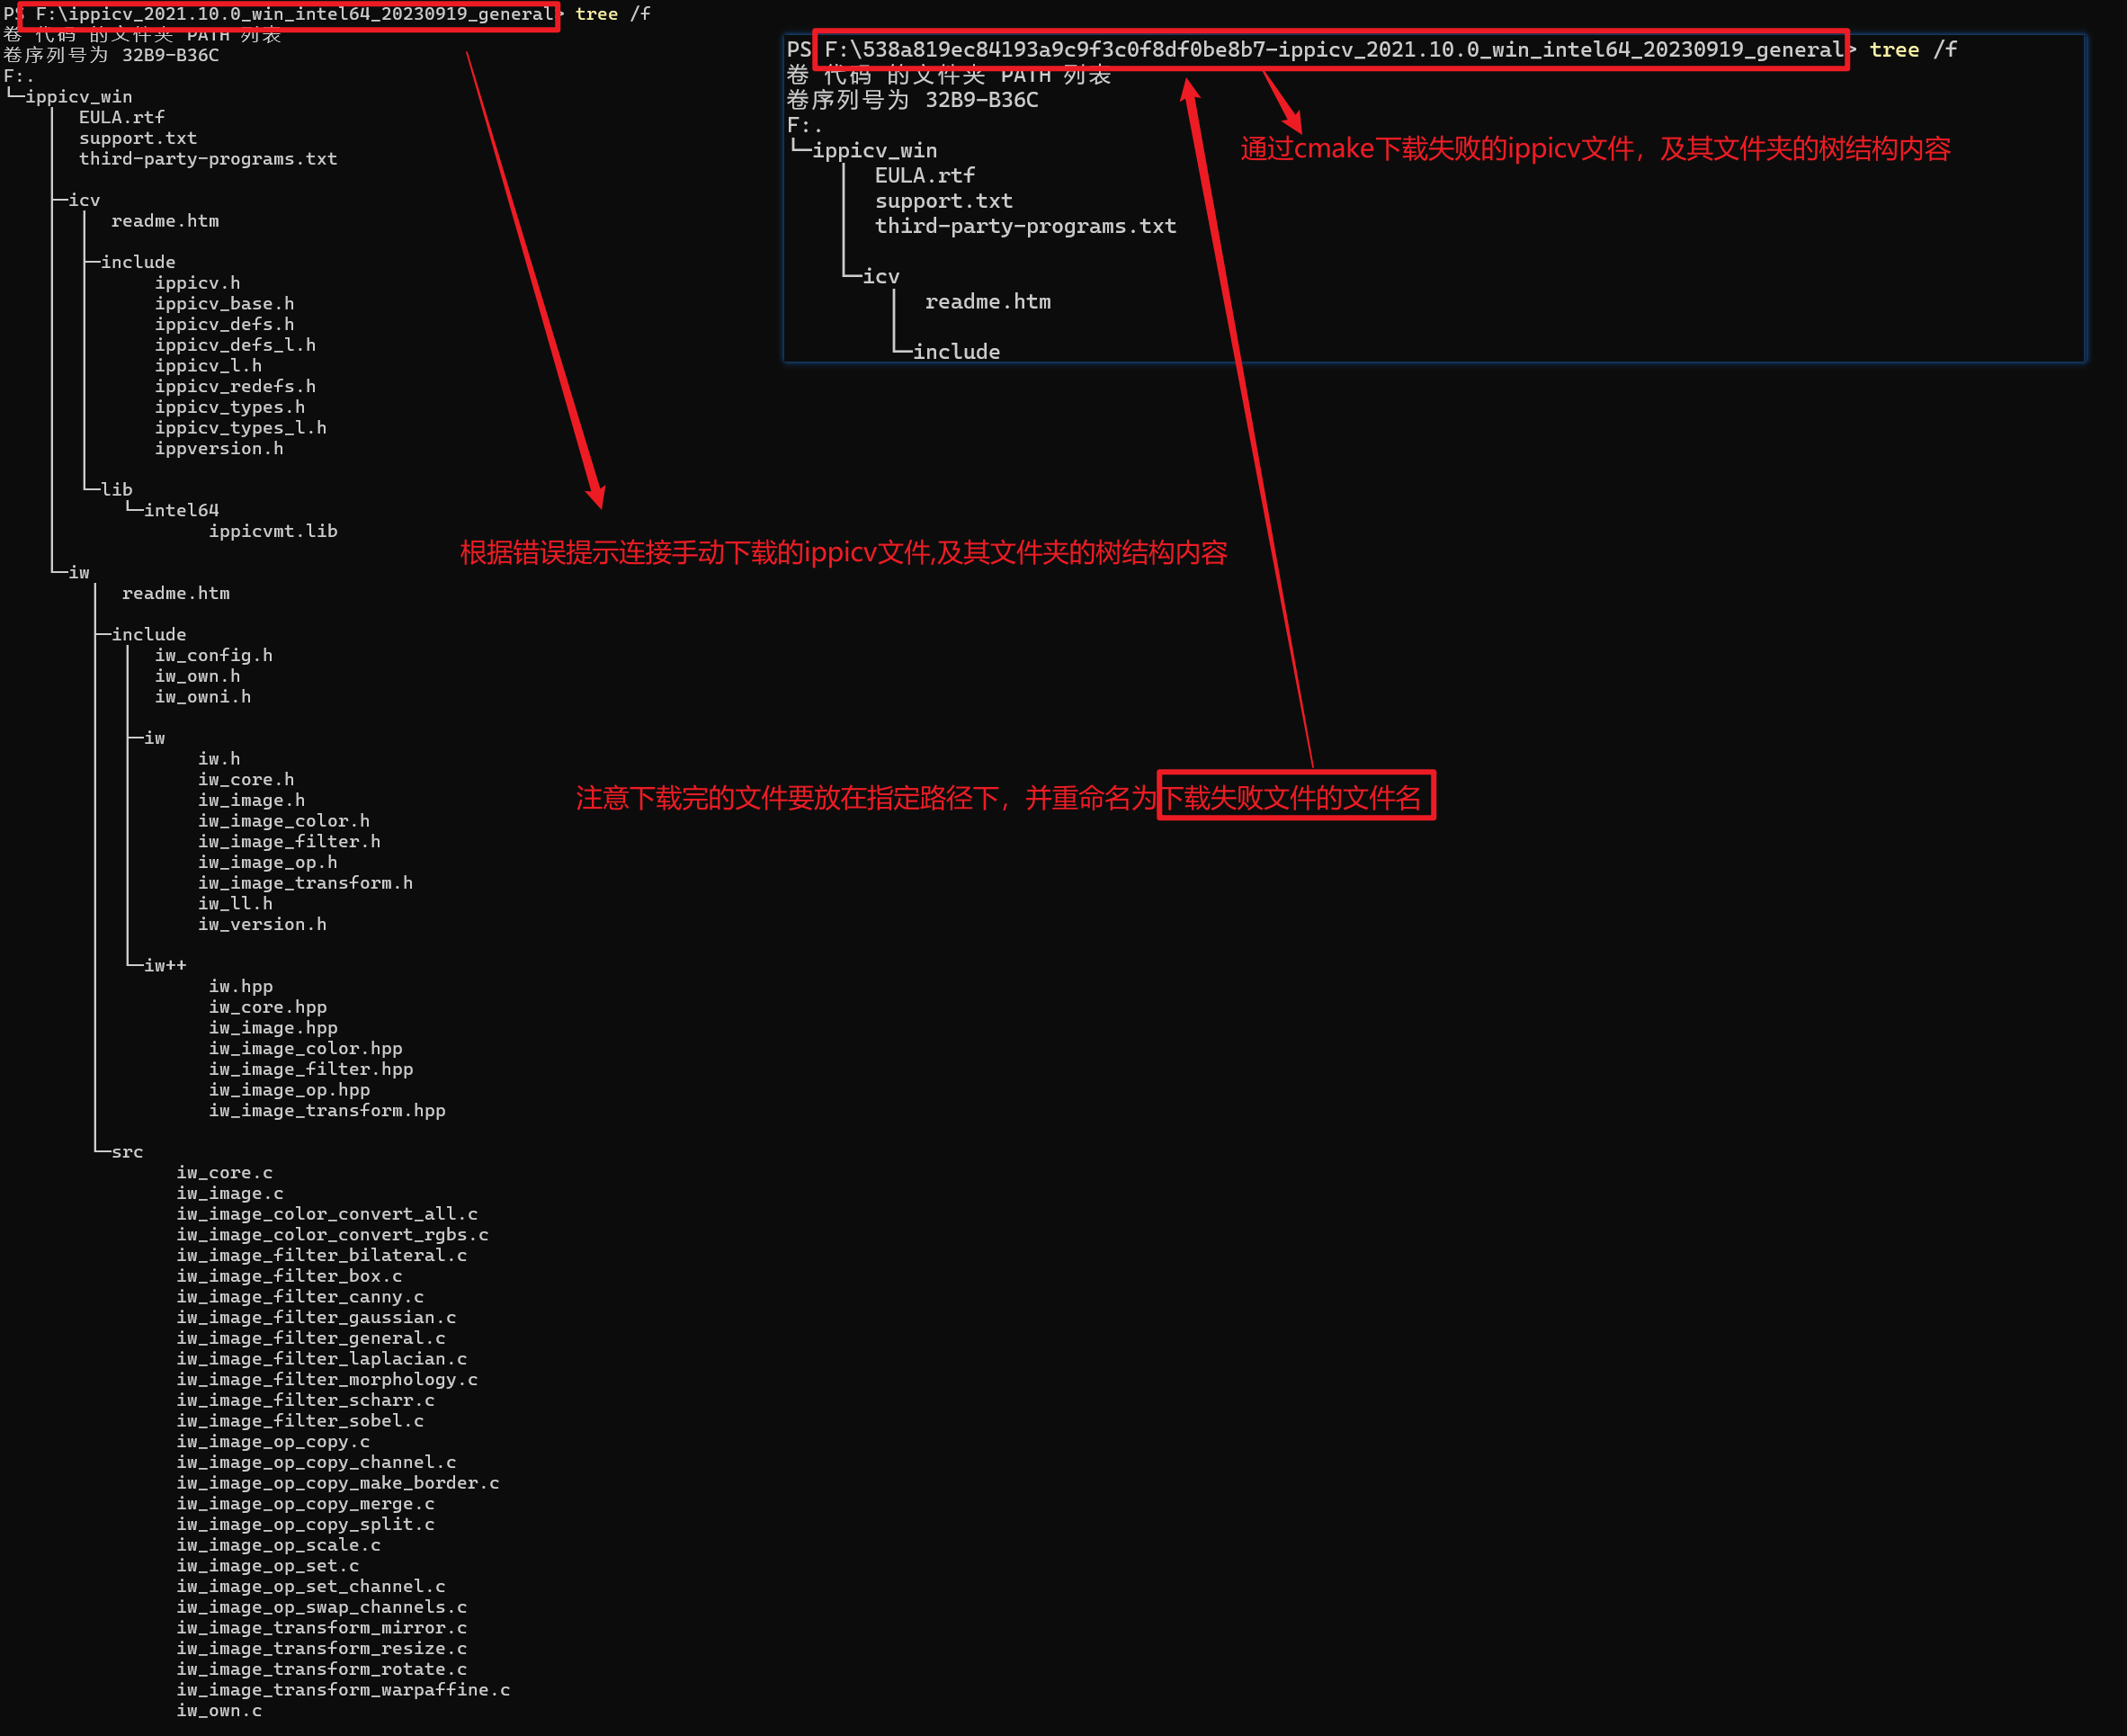 PS F:\ippicv_2021.10.0_win_intel64_20230919_general> tree /f
卷 代码 的文件夹 PATH 列表
卷序列号为 32B9-B36C
F:.
└─ippicv_win
    │  EULA.rtf
    │  support.txt
    │  third-party-programs.txt
    │
    ├─icv
    │  │  readme.htm
    │  │
    │  ├─include
    │  │      ippicv.h
    │  │      ippicv_base.h
    │  │      ippicv_defs.h
    │  │      ippicv_defs_l.h
    │  │      ippicv_l.h
    │  │      ippicv_redefs.h
    │  │      ippicv_types.h
    │  │      ippicv_types_l.h
    │  │      ippversion.h
    │  │
    │  └─lib
    │      └─intel64
    │              ippicvmt.lib
    │
    └─iw
        │  readme.htm
        │
        ├─include
        │  │  iw_config.h
        │  │  iw_own.h
        │  │  iw_owni.h
        │  │
        │  ├─iw
        │  │      iw.h
        │  │      iw_core.h
        │  │      iw_image.h
        │  │      iw_image_color.h
        │  │      iw_image_filter.h
        │  │      iw_image_op.h
        │  │      iw_image_transform.h
        │  │      iw_ll.h
        │  │      iw_version.h
        │  │
        │  └─iw++
        │          iw.hpp
        │          iw_core.hpp
        │          iw_image.hpp
        │          iw_image_color.hpp
        │          iw_image_filter.hpp
        │          iw_image_op.hpp
        │          iw_image_transform.hpp
        │
        └─src
                iw_core.c
                iw_image.c
                iw_image_color_convert_all.c
                iw_image_color_convert_rgbs.c
                iw_image_filter_bilateral.c
                iw_image_filter_box.c
                iw_image_filter_canny.c
                iw_image_filter_gaussian.c
                iw_image_filter_general.c
                iw_image_filter_laplacian.c
                iw_image_filter_morphology.c
                iw_image_filter_scharr.c
                iw_image_filter_sobel.c
                iw_image_op_copy.c
                iw_image_op_copy_channel.c
                iw_image_op_copy_make_border.c
                iw_image_op_copy_merge.c
                iw_image_op_copy_split.c
                iw_image_op_scale.c
                iw_image_op_set.c
                iw_image_op_set_channel.c
                iw_image_op_swap_channels.c
                iw_image_transform_mirror.c
                iw_image_transform_resize.c
                iw_image_transform_rotate.c
                iw_image_transform_warpaffine.c
                iw_own.c
PS F:\538a819ec84193a9c9f3c0f8df0be8b7-ippicv_2021.10.0_win_intel64_20230919_general> tree /f
卷 代码 的文件夹 PATH 列表
卷序列号为 32B9-B36C
F:.
└─ippicv_win
    │  EULA.rtf
    │  support.txt
    │  third-party-programs.txt
    │
    └─icv
        │  readme.htm
        │
        └─include
通过cmake下载失败的ippicv文件，及其文件夹的树结构内容
根据错误提示连接手动下载的ippicv文件,及其文件夹的树结构内容
注意下载完的文件要放在指定路径下，并重命名为下载失败文件的文件名